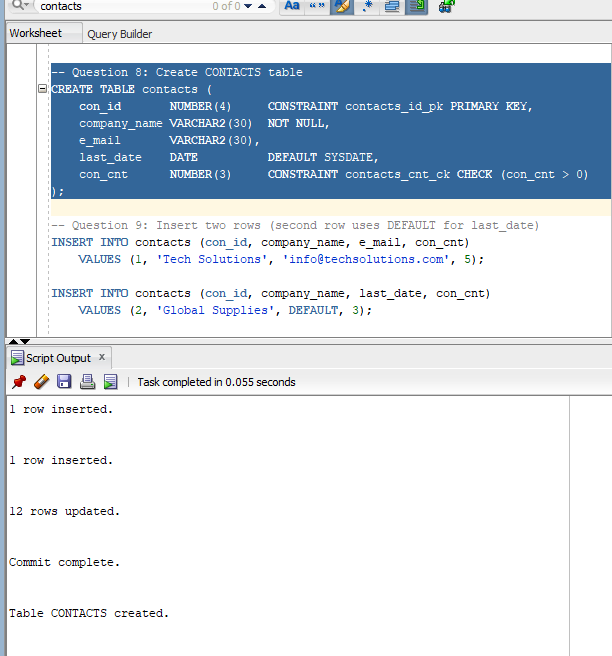 contacts 0 of 0 Aa “” .*
Worksheet Query Builder
-- Question 8: Create CONTACTS table
CREATE TABLE contacts (
con_id NUMBER(4) CONSTRAINT contacts_id_pk PRIMARY KEY,
company_name VARCHAR2(30) NOT NULL,
e_mail VARCHAR2(30),
last_date DATE DEFAULT SYSDATE,
con_cnt NUMBER(3) CONSTRAINT contacts_cnt_ck CHECK (con_cnt > 0)
);
-- Question 9: Insert two rows (second row uses DEFAULT for last_date)
INSERT INTO contacts (con_id, company_name, e_mail, con_cnt)
VALUES (1, 'Tech Solutions', 'info@techsolutions.com', 5);
INSERT INTO contacts (con_id, company_name, last_date, con_cnt)
VALUES (2, 'Global Supplies', DEFAULT, 3);
Script Output x
Task completed in 0.055 seconds
1 row inserted.
1 row inserted.
12 rows updated.
Commit complete.
Table CONTACTS created.